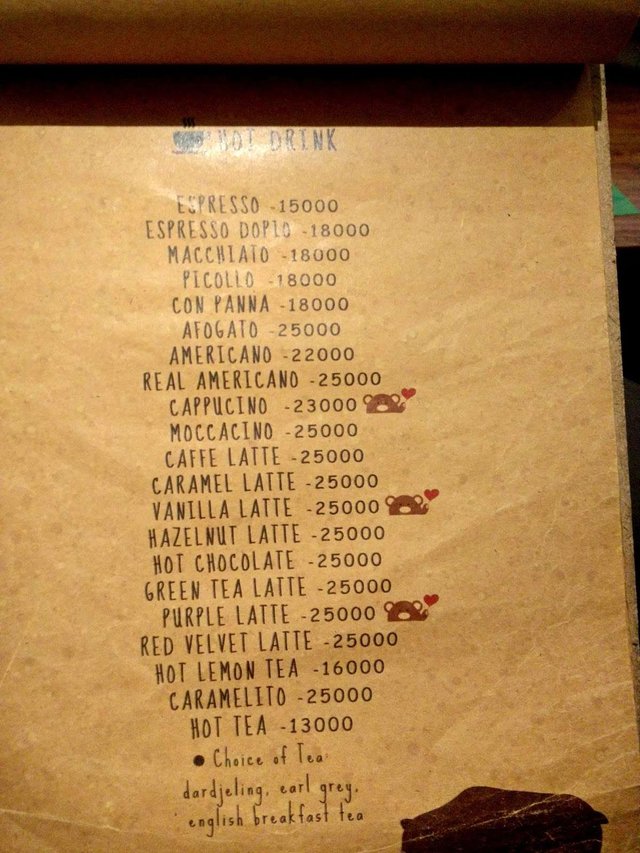 HOT DRINK
ESPRESSO -15000
ESPRESSO DOPIO -18000
MACCHIATO -18000
PICOLLO -18000
CON PANNA -18000
AFOGATO -25000
AMERICANO -22000
REAL AMERICANO -25000
CAPPUCINO -23000
MOCCACINO -25000
CAFFE LATTE -25000
CARAMEL LATTE -25000
VANILLA LATTE -25000
HAZELNUT LATTE -25000
HOT CHOCOLATE -25000
GREEN TEA LATTE -25000
PURPLE LATTE -25000
RED VELVET LATTE -25000
HOT LEMON TEA -16000
CARAMELITO -25000
HOT TEA -13000
● Choice of Tea
dardjeling, earl grey,
english breakfast tea